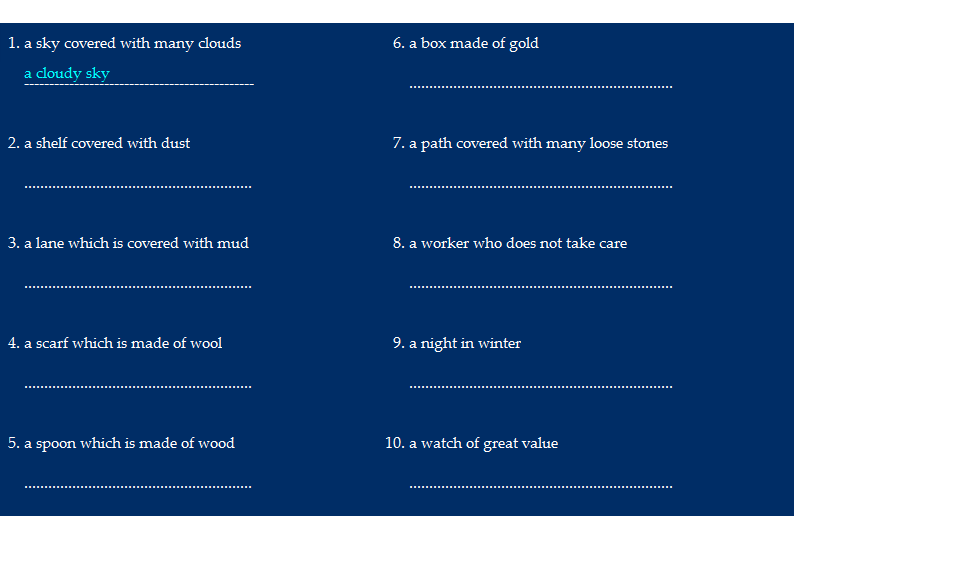 1. a sky covered with many clouds
a cloudy sky
2. a shelf covered with dust
3. a lane which is covered with mud
4. a scarf which is made of wool
5. a spoon which is made of wood
6. a box made of gold
7. a path covered with many loose stones
8. a worker who does not take care
9. a night in winter
10. a watch of great value